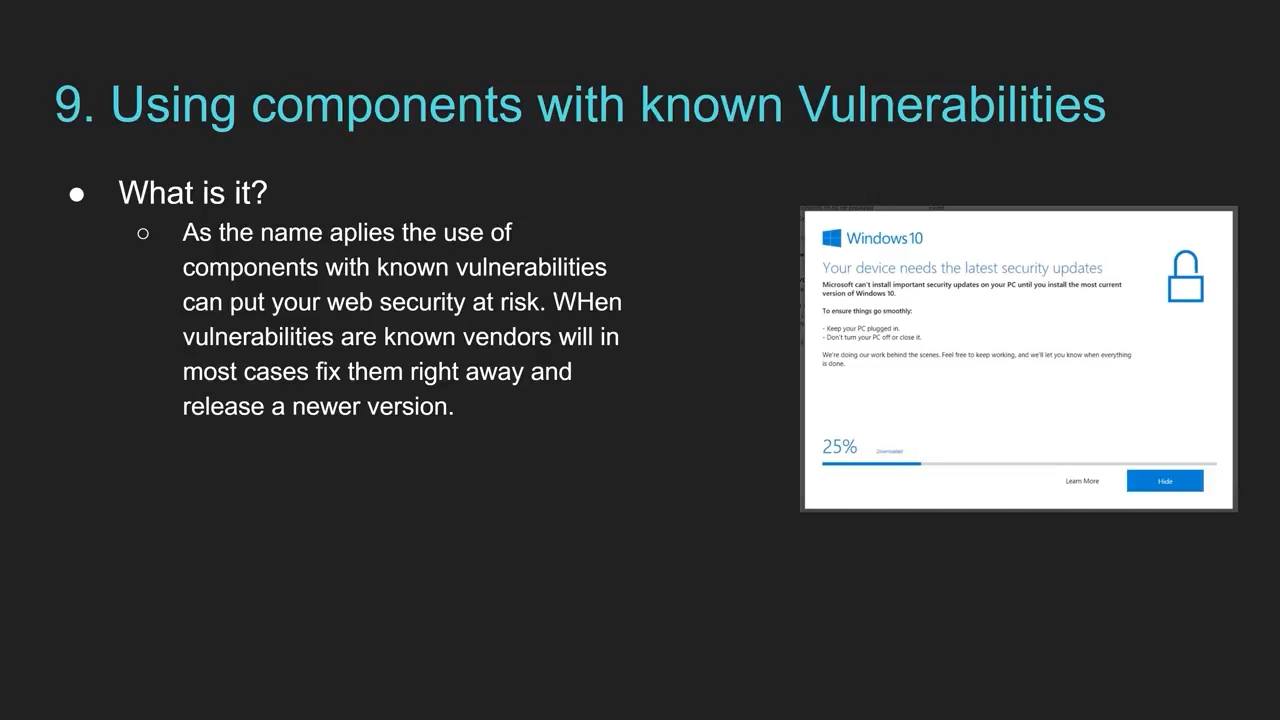 9. Using components with known Vulnerabilities
● What is it?
○ As the name aplies the use of
components with known vulnerabilities
can put your web security at risk. WHen
vulnerabilities are known vendors will in
most cases fix them right away and
release a newer version.
Windows 10
Your device needs the latest security updates
Microsoft can't install important security updates on your PC until you install the most current
version of Windows 10.
To ensure things go smoothly:
- Keep your PC plugged in.
- Don't turn your PC off or close it.
We're doing our work behind the scenes. Feel free to keep working, and we'll let you know when everything
is done.
25% Downloaded
Learn More Hide